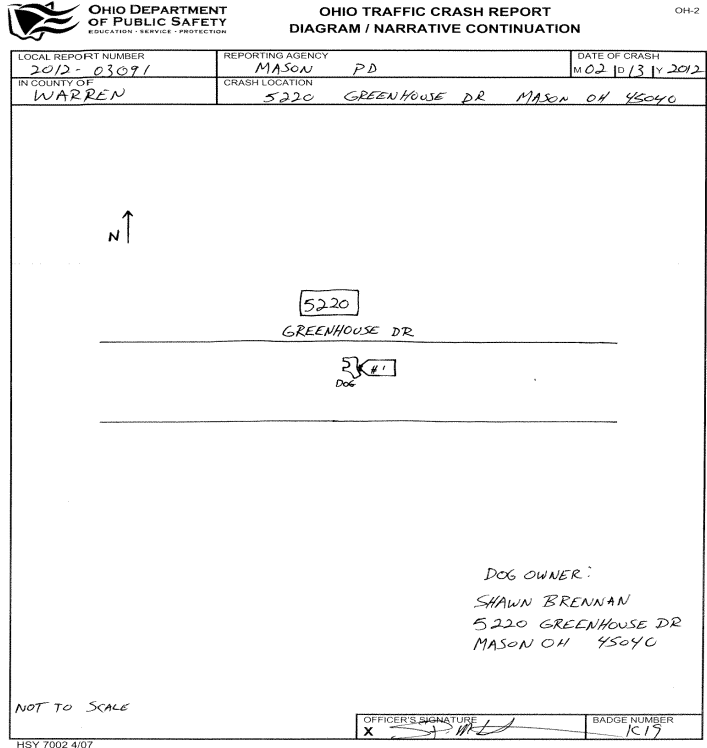 OHIO DEPARTMENT
OF PUBLIC SAFETY
EDUCATION • SERVICE • PROTECTION
OHIO TRAFFIC CRASH REPORT
DIAGRAM / NARRATIVE CONTINUATION
OH-2
LOCAL REPORT NUMBER
2012- 03091
REPORTING AGENCY
MASON PD
DATE OF CRASH
M 02 D 13 Y 2012
IN COUNTY OF
WARREN
CRASH LOCATION
5220 GREENHOUSE DR MASON OH 45040
N
5220
GREENHOUSE DR
#1
DOG
DOG OWNER:
SHAWN BRENNAN
5220 GREENHOUSE DR
MASON OH 45040
NOT TO SCALE
OFFICER'S SIGNATURE
X
BADGE NUMBER
1C19
HSY 7002 4/07